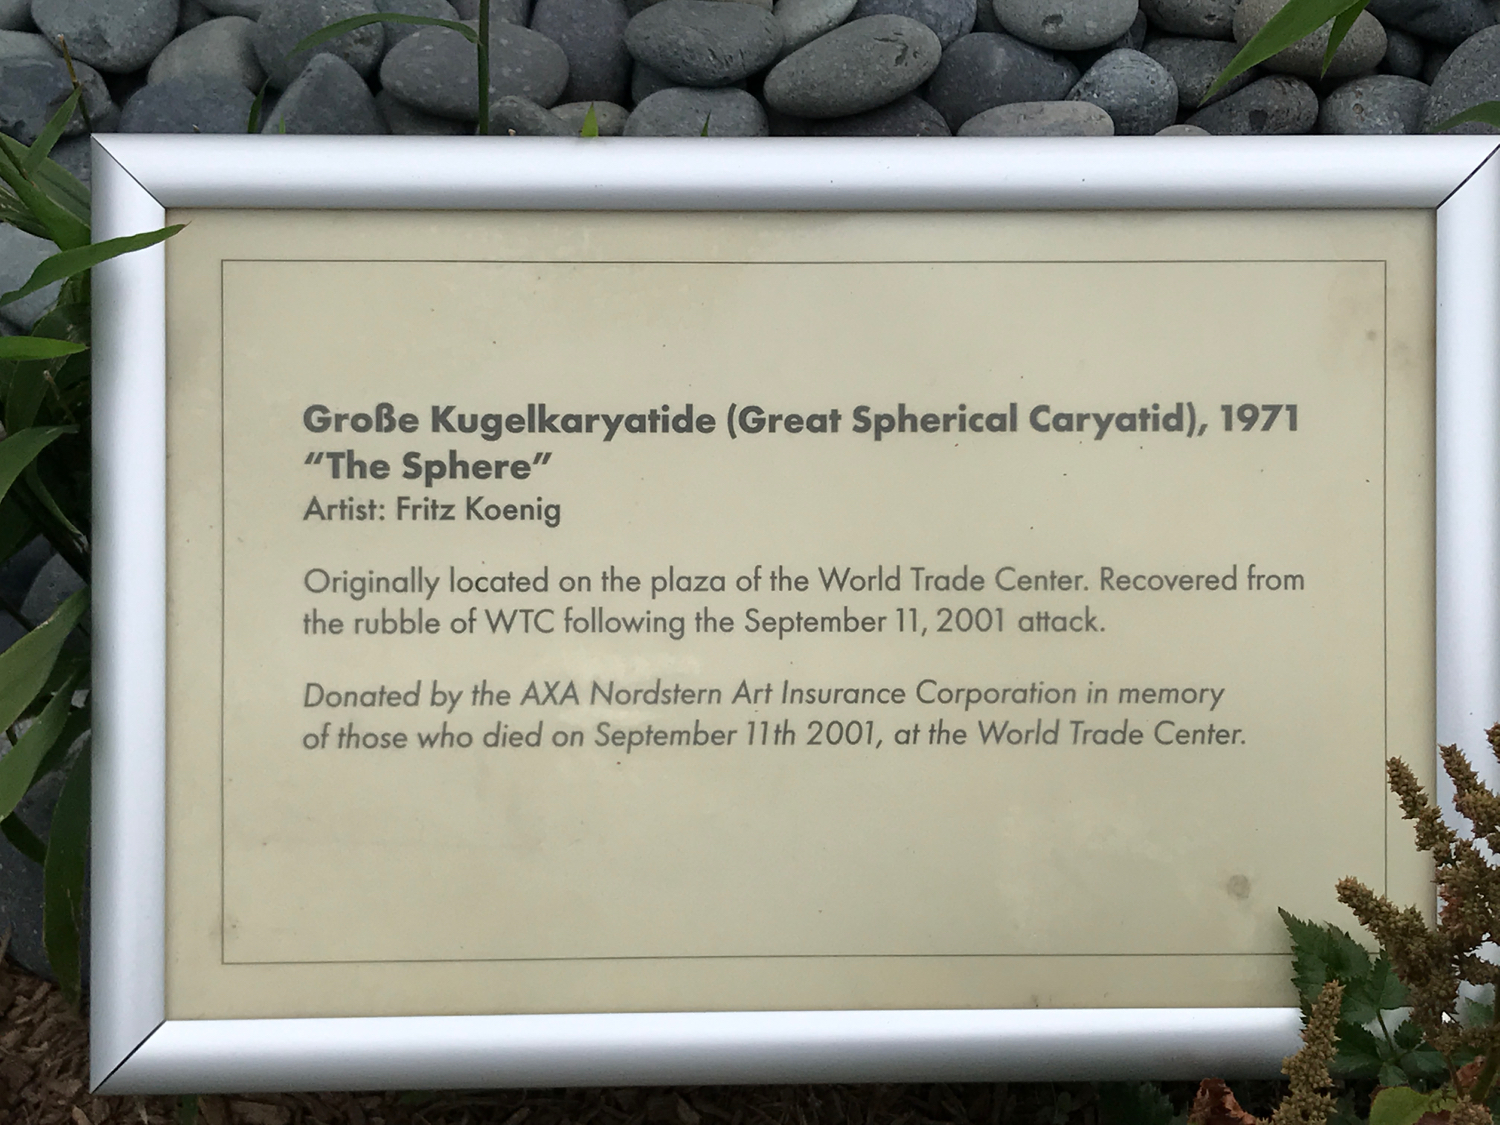 Große Kugelkaryatide (Great Spherical Caryatid), 1971
“The Sphere”
Artist: Fritz Koenig
Originally located on the plaza of the World Trade Center. Recovered from
the rubble of WTC following the September 11, 2001 attack.
Donated by the AXA Nordstern Art Insurance Corporation in memory
of those who died on September 11th 2001, at the World Trade Center.